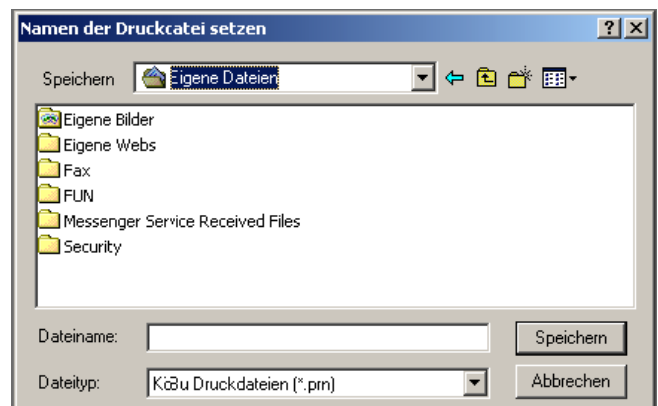 Namen der Druckcatei setzen
Speichern Eigene Dateien
Eigene Bilder
Eigene Webs
Fax
FUN
Messenger Service Received Files
Security
Dateiname: Speichern
Dateityp: KöBu Druckdateien (*.prn) Abbrechen